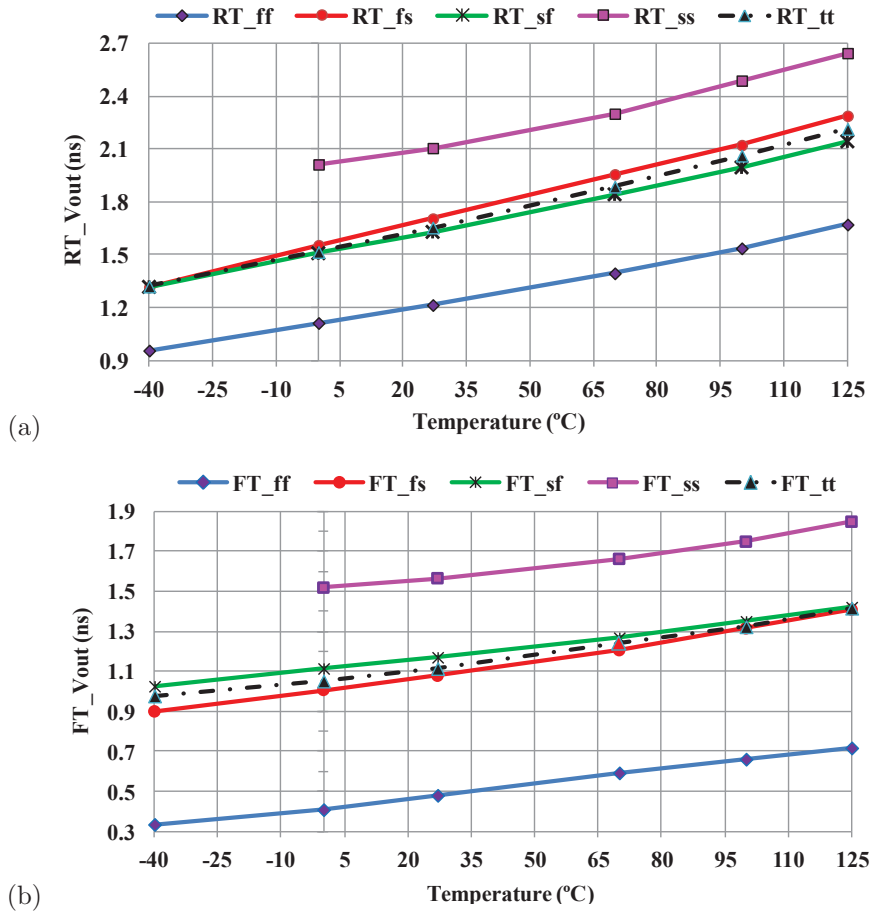 RT_ff RT_fs RT_sf RT_ss RT_tt
2.7
2.4
2.1
1.8
1.5
1.2
0.9
RT_Vout (ns)
-40 -25 -10 5 20 35 50 65 80 95 110 125
Temperature (ºC)
(a)
FT_ff FT_fs FT_sf FT_ss FT_tt
1.9
1.7
1.5
1.3
1.1
0.9
0.7
0.5
0.3
FT_Vout (ns)
-40 -25 -10 5 20 35 50 65 80 95 110 125
Temperature (ºC)
(b)